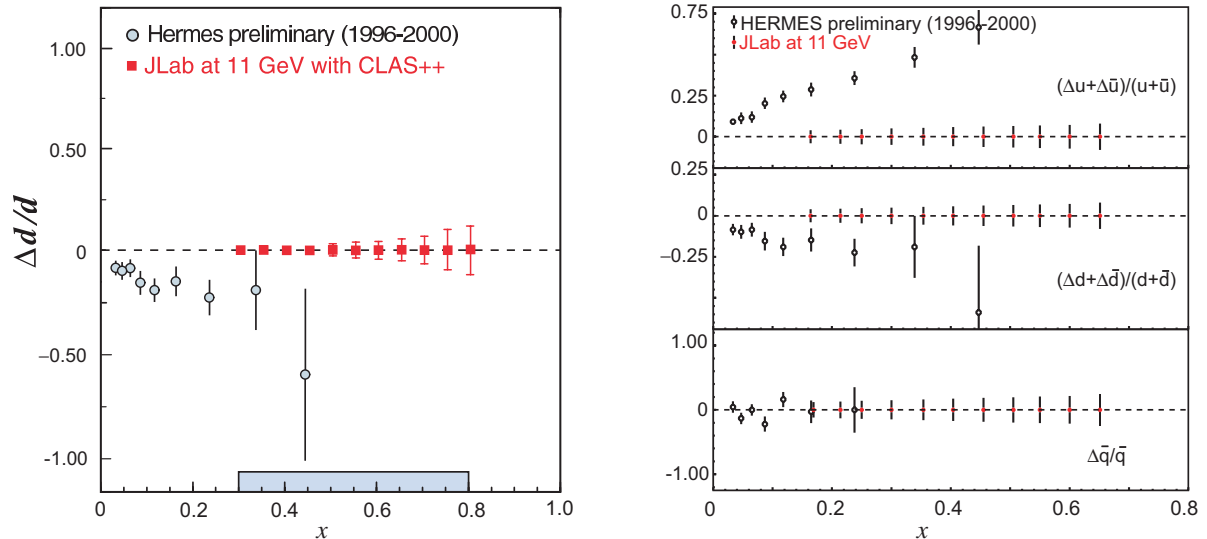 1.00
Hermes preliminary (1996-2000)
JLab at 11 GeV with CLAS++
0.50
Δd/d
0
−0.50
-1.00
0
0.2
0.4
0.6
0.8
1.0
x
0.75
HERMES preliminary (1996-2000)
JLab at 11 GeV
(Δu+Δū)/(u+ū)
0.25
0
0.25
0
−0.25
(Δd+Δd̄)/(d+d̄)
1.00
0
Δq̄/q̄
-1.00
0
0.2
0.4
0.6
0.8
x